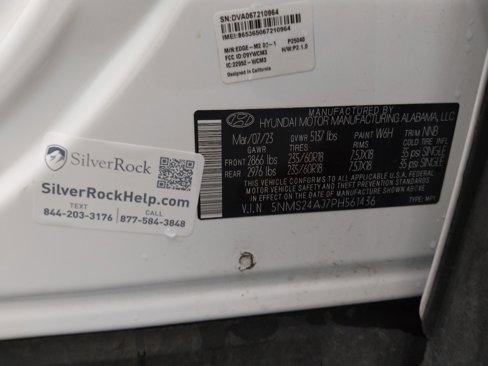 SN:DVA067210964
IMEI:865365067210964
M/N:EDGE-M2 02-1 P25040
FCC ID:O9YWCM3 H/W:P2.1.0
IC:22952-WCM3
Designed in California
MANUFACTURED BY
HYUNDAI MOTOR MANUFACTURING ALABAMA, LLC.
Mar/07/23 GVWR 5137 lbs PAINT W6H TRIM NNB
GAWR TIRES RIMS COLD TIRE INFL.
FRONT 2866 lbs 235/60R18 7.5JX18 35 psi SINGLE
REAR 2976 lbs 235/60R18 7.5JX18 35 psi SINGLE
THIS VEHICLE CONFORMS TO ALL APPLICABLE U.S. FEDERAL
MOTOR VEHICLE SAFETY AND THEFT PREVENTION STANDARDS
IN EFFECT ON THE DATE OF MANUFACTURE SHOWN ABOVE.
V.I.N 5NMS24AJ7PH561436 TYPE: MPV
SilverRock
SilverRockHelp.com
TEXT CALL
844-203-3176 877-584-3848